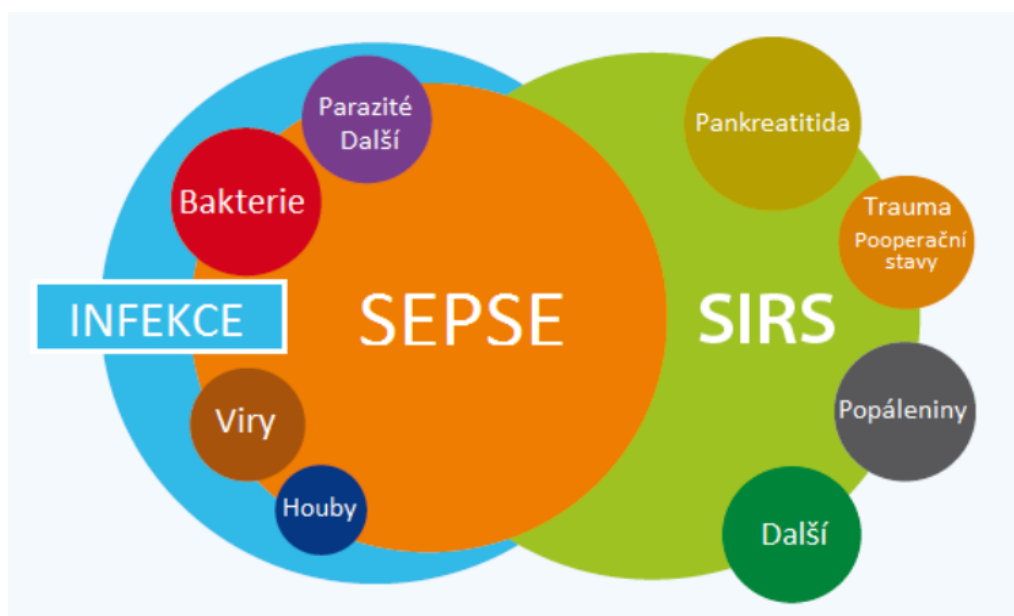 Parazité
Další
Bakterie
INFEKCE
SEPSE
Viry
Houby
SIRS
Pankreatitida
Trauma
Pooperační
stavy
Popáleniny
Další